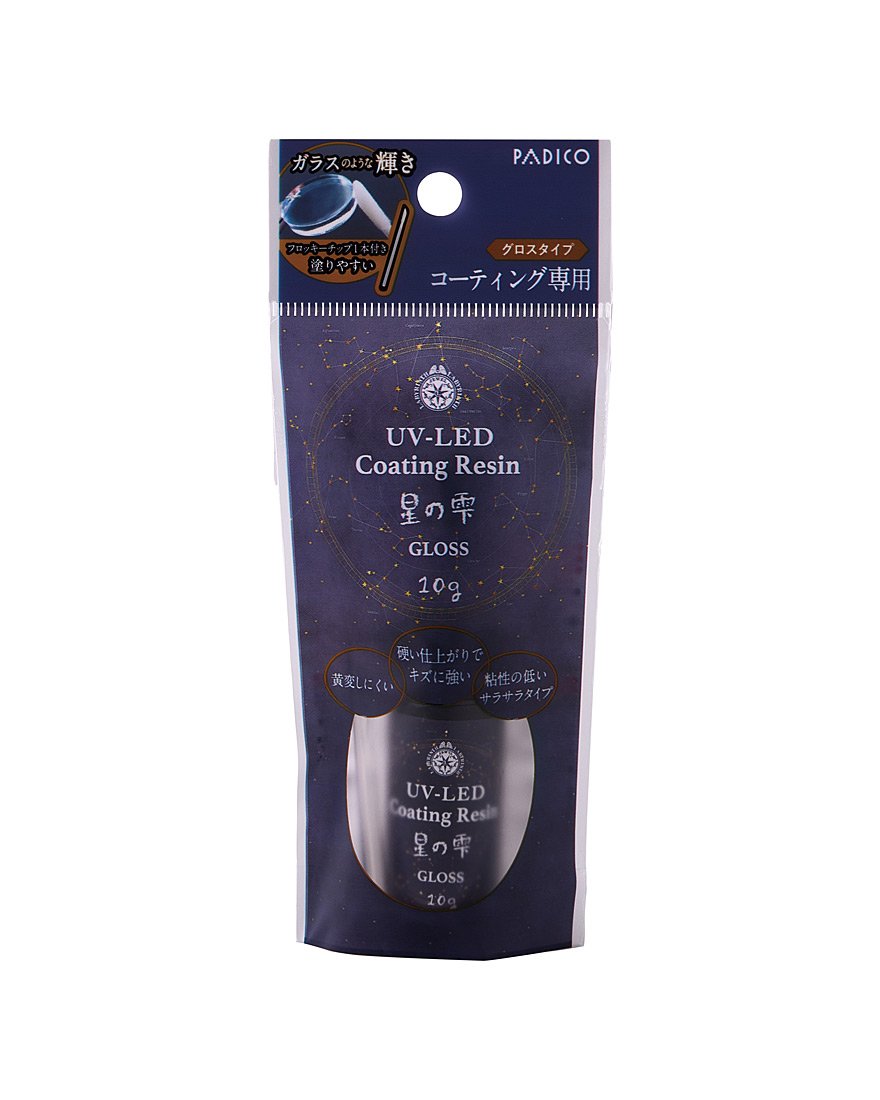 ガラスのような輝き
フロッキーチップ1本付き
塗りやすい
PADICO
グロスタイプ
コーティング専用
LABYRINTH LABYRINTH
UV-LED
Coating Resin
星の雫
GLOSS
10g
黄変しにくい
硬い仕上がりで
キズに強い
粘性の低い
サラサラタイプ
LABYRINTH LABYRINTH
UV-LED
Coating Resin
星の雫
GLOSS
10g